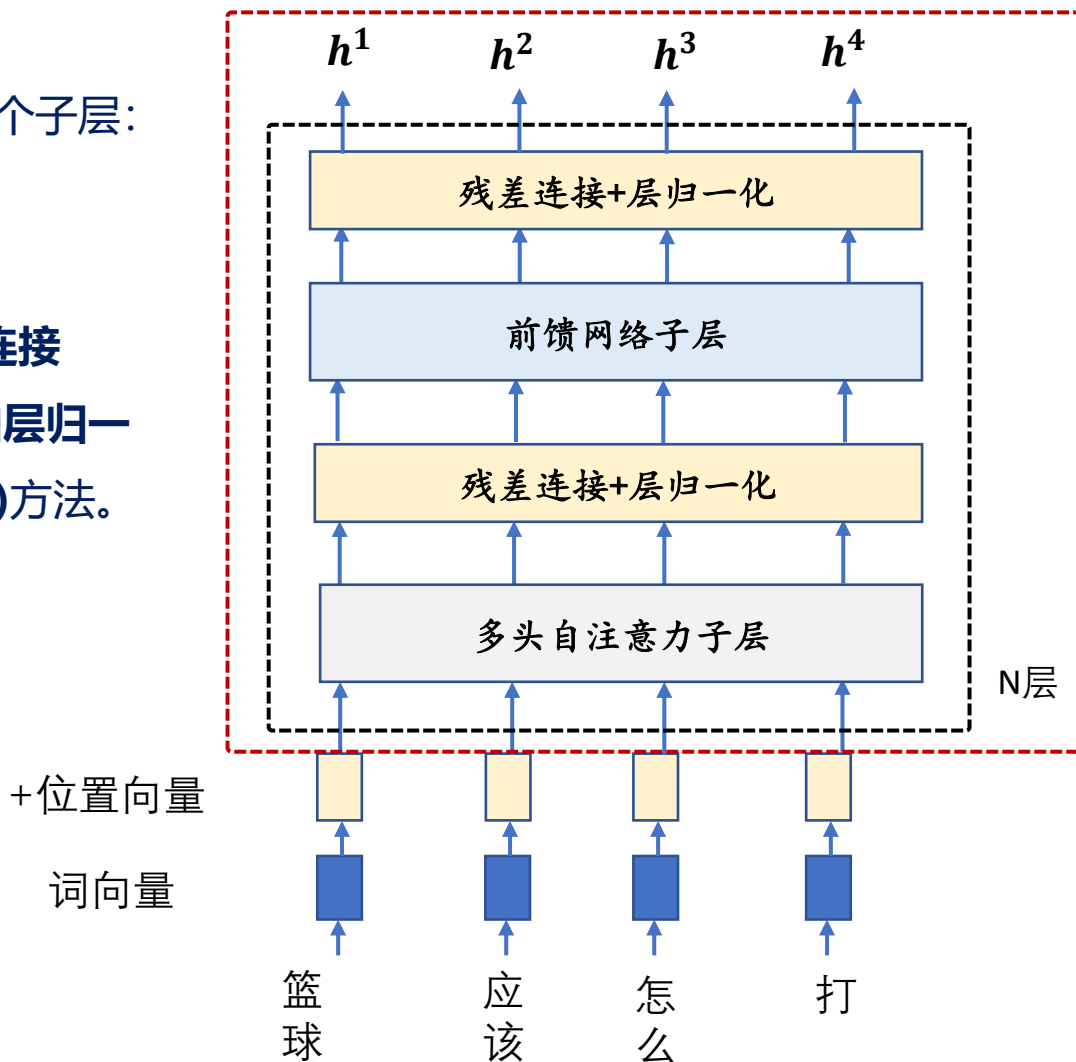 h¹ h² h³ h⁴
个子层：
残差连接+层归一化
前馈网络子层
连接
层归一
)方法。
残差连接+层归一化
多头自注意力子层
N层
+位置向量
词向量
篮球 应该 怎么 打